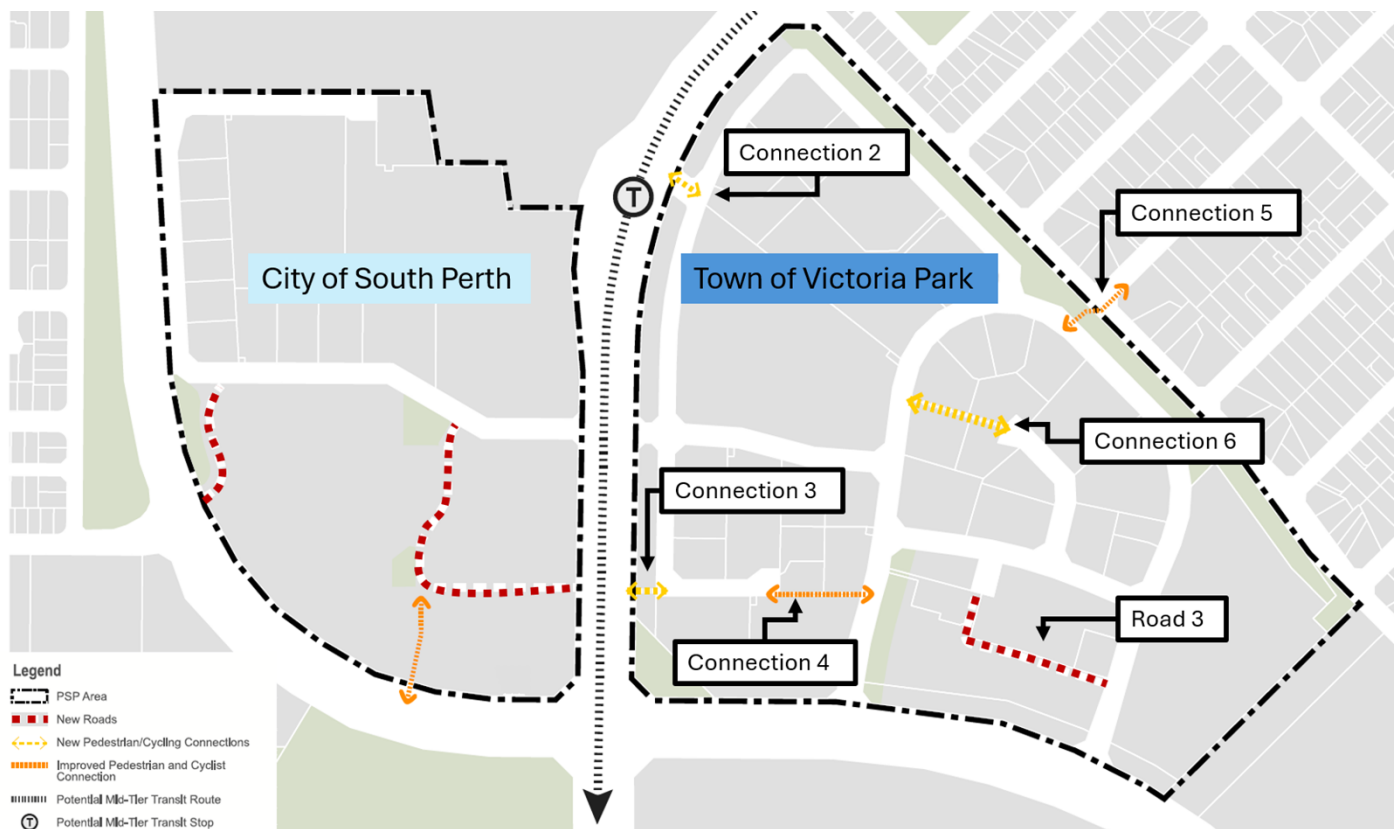 Connection 2
T
Connection 5
City of South Perth
Town of Victoria Park
Connection 6
Connection 3
Road 3
Connection 4
Legend
PSP Area
New Roads
New Pedestrian/Cycling Connections
Improved Pedestrian and Cyclist
Connection
Potential Mid-Tier Transit Route
T
Potential Mid-Tier Transit Stop